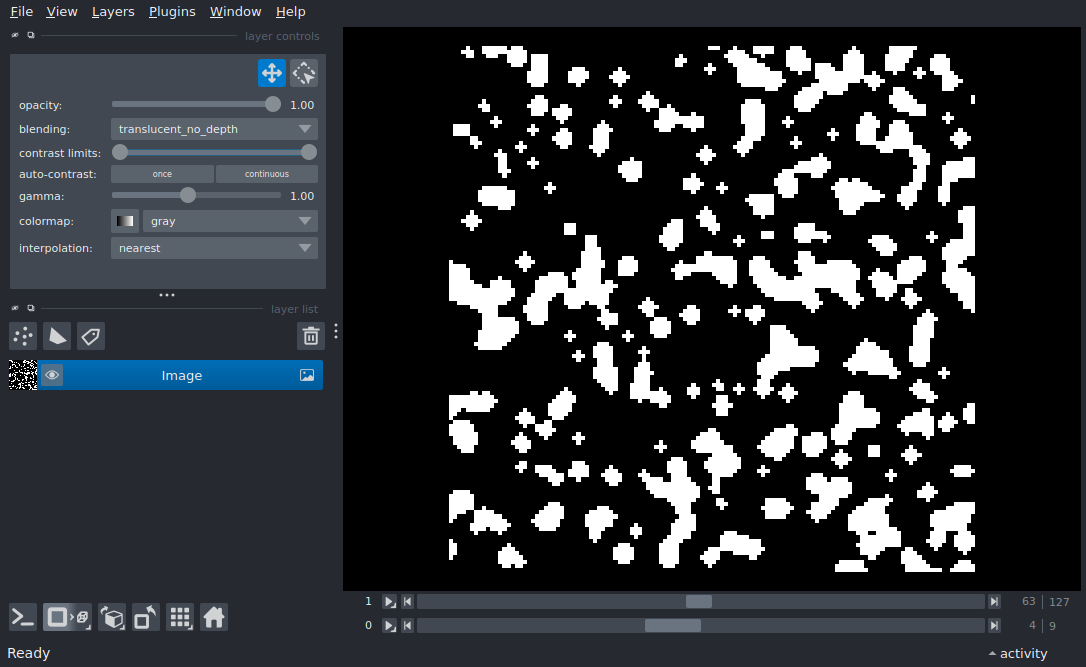 File View Layers Plugins Window Help
layer controls
opacity: 1.00
blending: translucent_no_depth
contrast limits:
auto-contrast: once continuous
gamma: 1.00
colormap: gray
interpolation: nearest
layer list
Image
1 63 127
0 4 9
Ready activity